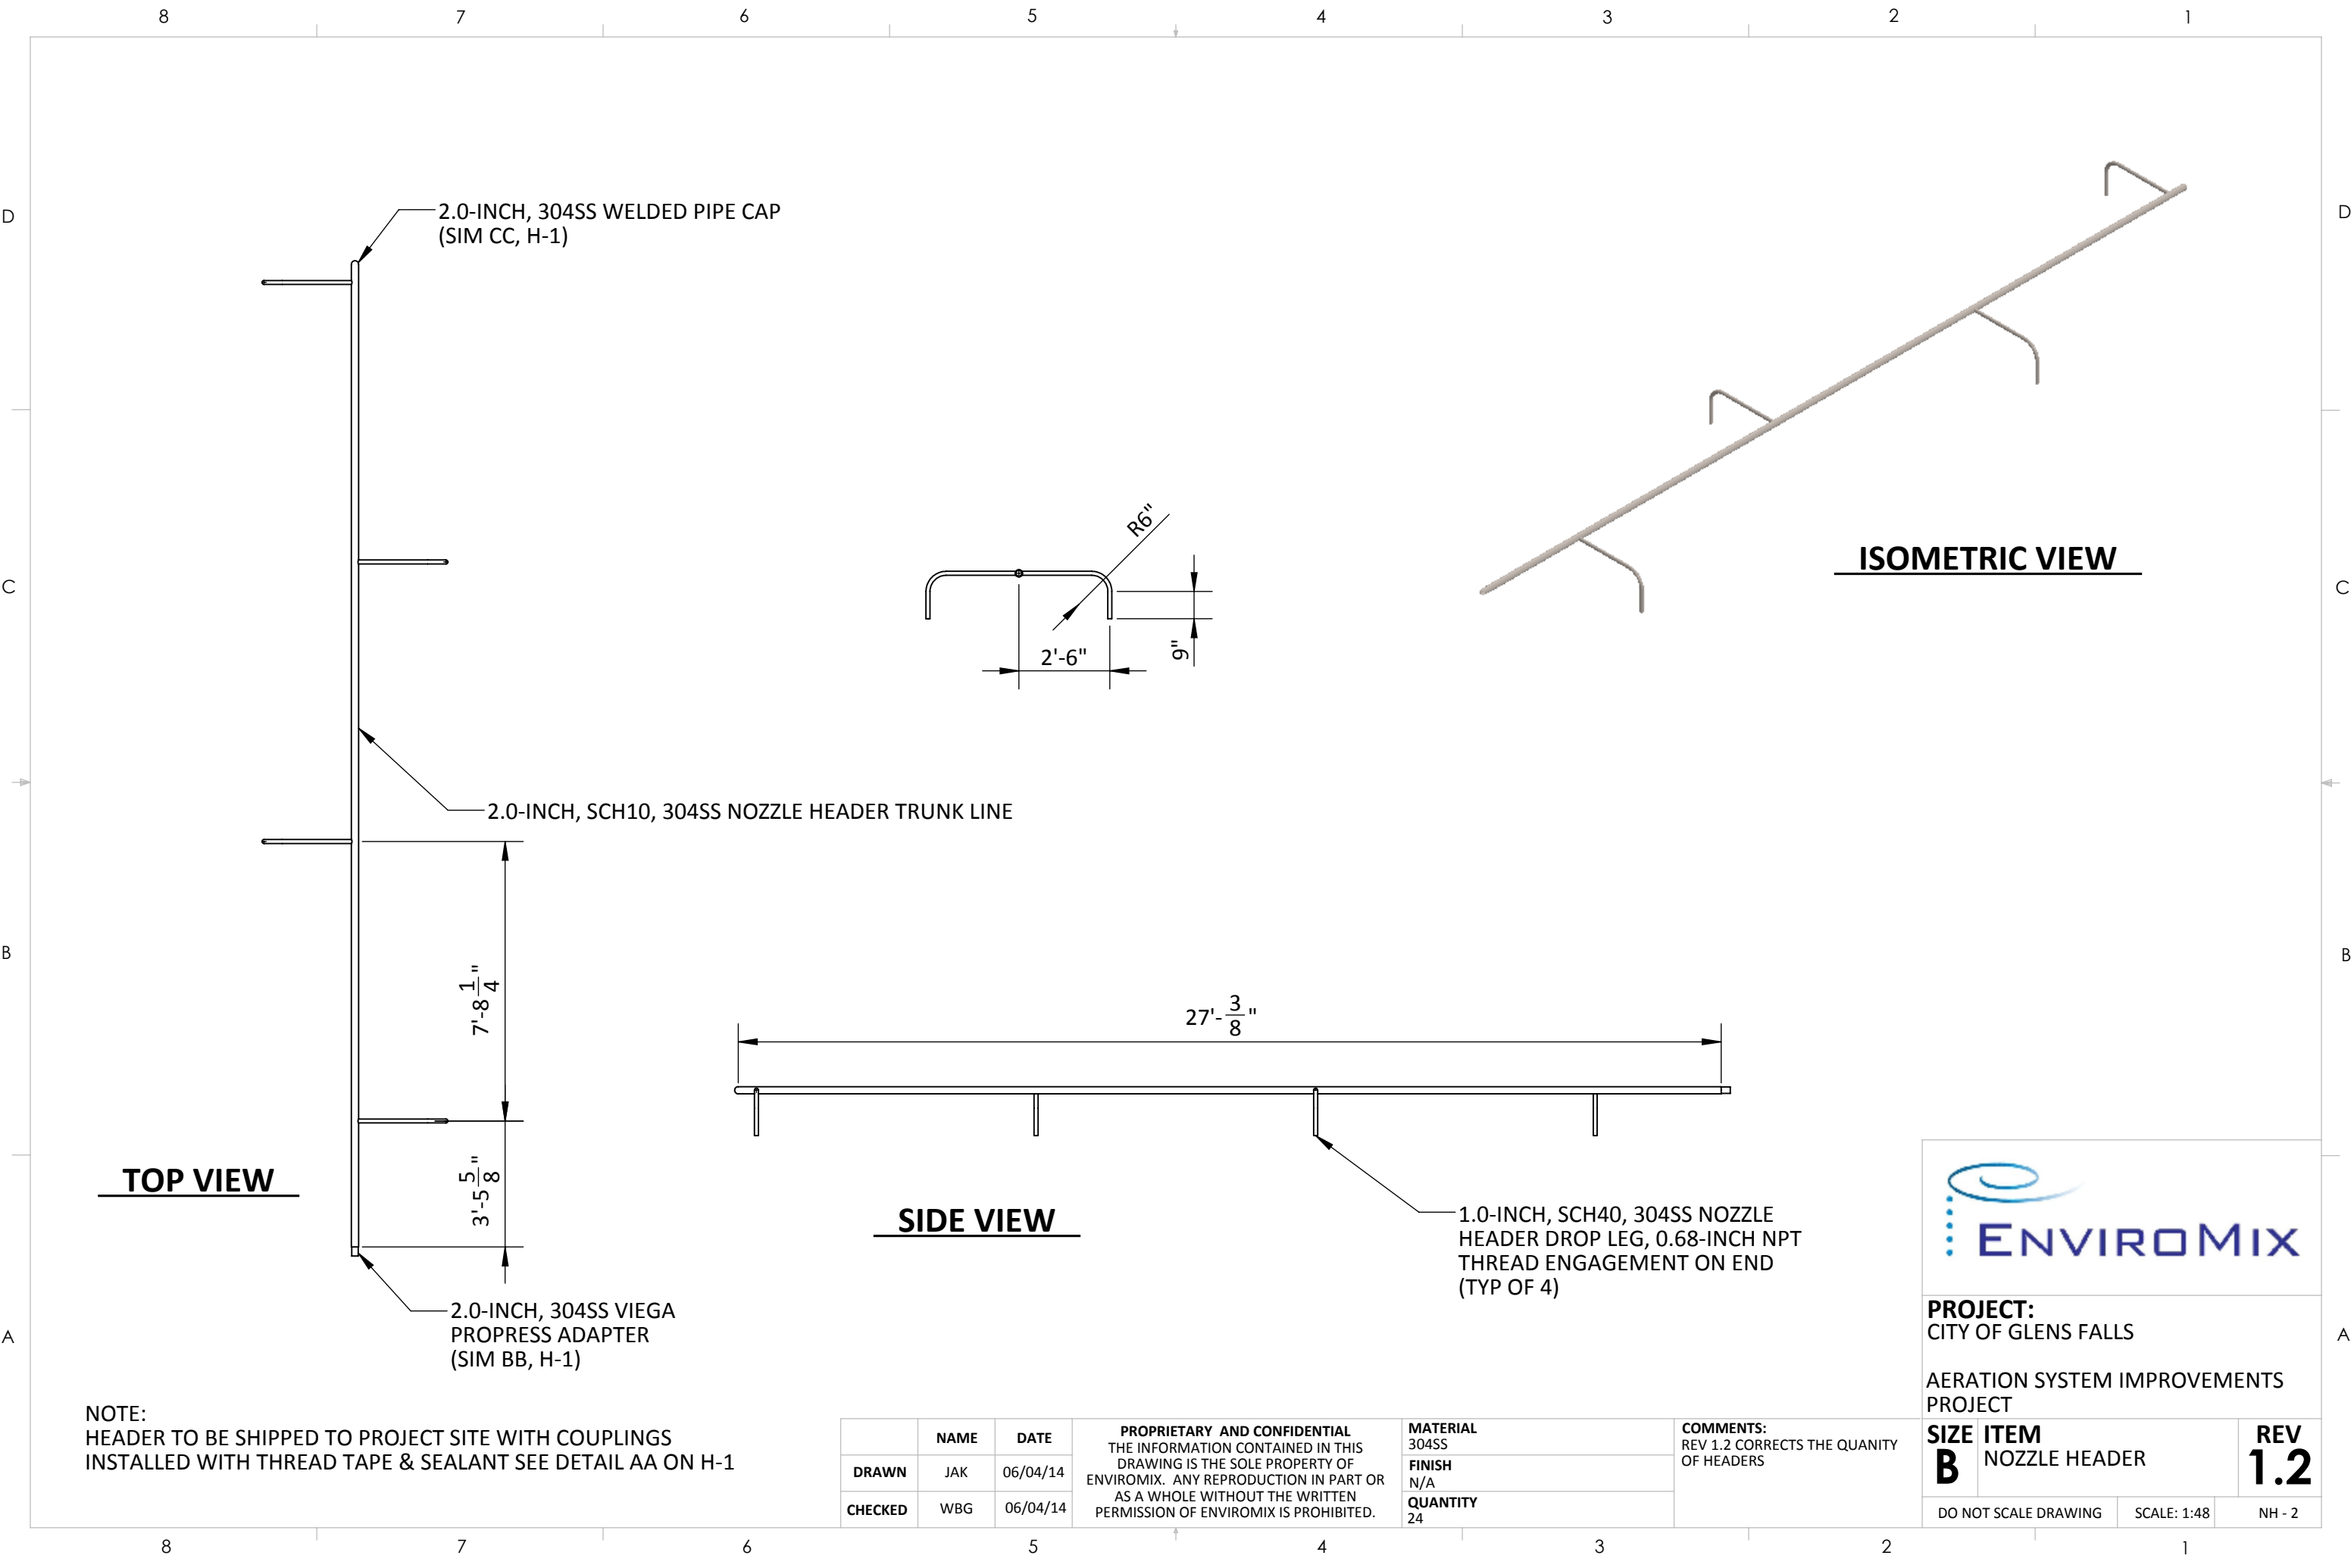 8 7 6 5 4 3 2 1
D
D
2.0-INCH, 304SS WELDED PIPE CAP
(SIM CC, H-1)
R6"
2'-6"
9"
ISOMETRIC VIEW
C
C
2.0-INCH, SCH10, 304SS NOZZLE HEADER TRUNK LINE
7'-8 1/4"
3'-5 5/8"
B
B
27'-3/8"
TOP VIEW
SIDE VIEW
1.0-INCH, SCH40, 304SS NOZZLE
HEADER DROP LEG, 0.68-INCH NPT
THREAD ENGAGEMENT ON END
(TYP OF 4)
2.0-INCH, 304SS VIEGA
PROPRESS ADAPTER
(SIM BB, H-1)
A
A
NOTE:
HEADER TO BE SHIPPED TO PROJECT SITE WITH COUPLINGS
INSTALLED WITH THREAD TAPE & SEALANT SEE DETAIL AA ON H-1
NAME DATE
DRAWN JAK 06/04/14
CHECKED WBG 06/04/14
PROPRIETARY AND CONFIDENTIAL
THE INFORMATION CONTAINED IN THIS
DRAWING IS THE SOLE PROPERTY OF
ENVIROMIX. ANY REPRODUCTION IN PART OR
AS A WHOLE WITHOUT THE WRITTEN
PERMISSION OF ENVIROMIX IS PROHIBITED.
MATERIAL
304SS
FINISH
N/A
QUANTITY
24
COMMENTS:
REV 1.2 CORRECTS THE QUANITY
OF HEADERS
ENVIROMIX
PROJECT:
CITY OF GLENS FALLS
AERATION SYSTEM IMPROVEMENTS
PROJECT
SIZE
B
ITEM
NOZZLE HEADER
REV
1.2
DO NOT SCALE DRAWING
SCALE: 1:48
NH - 2
8 7 6 5 4 3 2 1